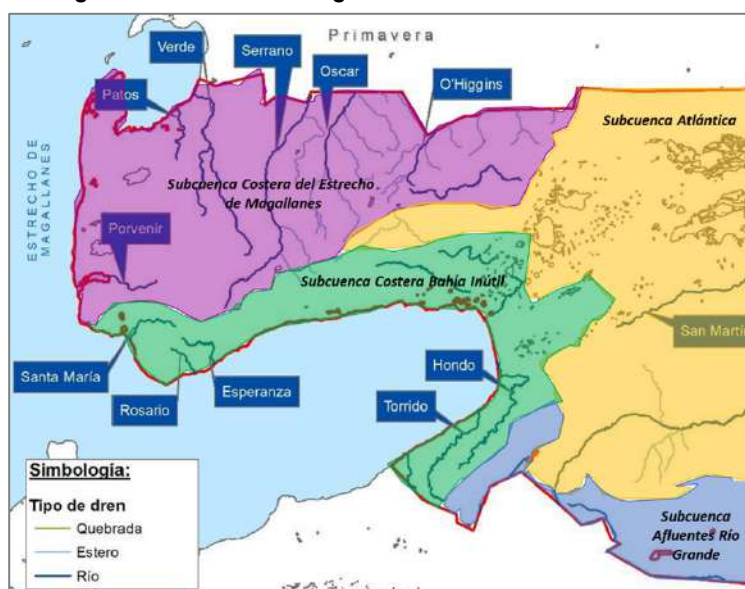 Primavera
Verde
Serrano
Oscar
O'Higgins
Patos
Subcuenca Atlántica
Subcuenca Costera del Estrecho
de Magallanes
ESTRECHO DE
MAGALLANES
Porvenir
Subcuenca Costera Bahía Inútil
San Martín
Santa María
Rosario
Esperanza
Hondo
Torrido
Simbología:
Tipo de dren
Quebrada
Estero
Río
Subcuenca
Afluentes Río
Grande